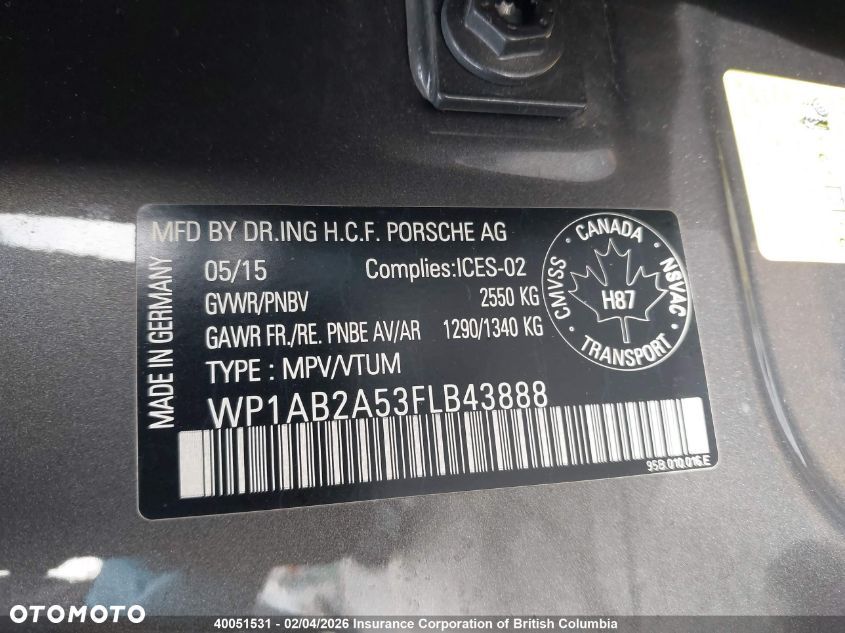 MFD BY DR.ING H.C.F. PORSCHE AG
MADE IN GERMANY
05/15 Complies:ICES-02
GVWR/PNBV 2550 KG
GAWR FR./RE. PNBE AV/AR 1290/1340 KG
TYPE : MPV/VTUM
WP1AB2A53FLB43888
958.010.016.E
· CANADA ·
CMVSS
NSVAC
H87
· TRANSPORT ·
OTOMOTO
40051531 - 02/04/2026 Insurance Corporation of British Columbia